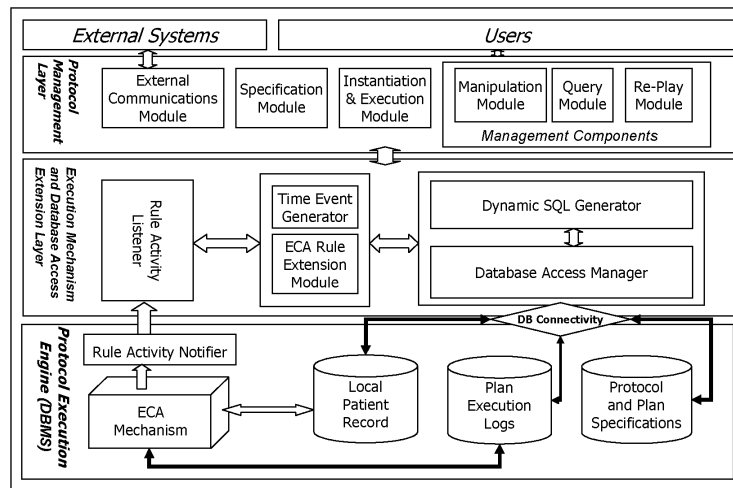 External Systems
Users
Protocol
Management
Layer
External
Communications
Module
Specification
Module
Instantiation
& Execution
Module
Manipulation
Module
Query
Module
Re-Play
Module
Management Components
Execution Mechanism
and Database Access
Extension Layer
Rule Activity
Listener
Time Event
Generator
ECA Rule
Extension
Module
Dynamic SQL Generator
Database Access Manager
DB Connectivity
Protocol Execution
Engine (DBMS)
Rule Activity Notifier
ECA
Mechanism
Local
Patient
Record
Plan
Execution
Logs
Protocol
and Plan
Specifications